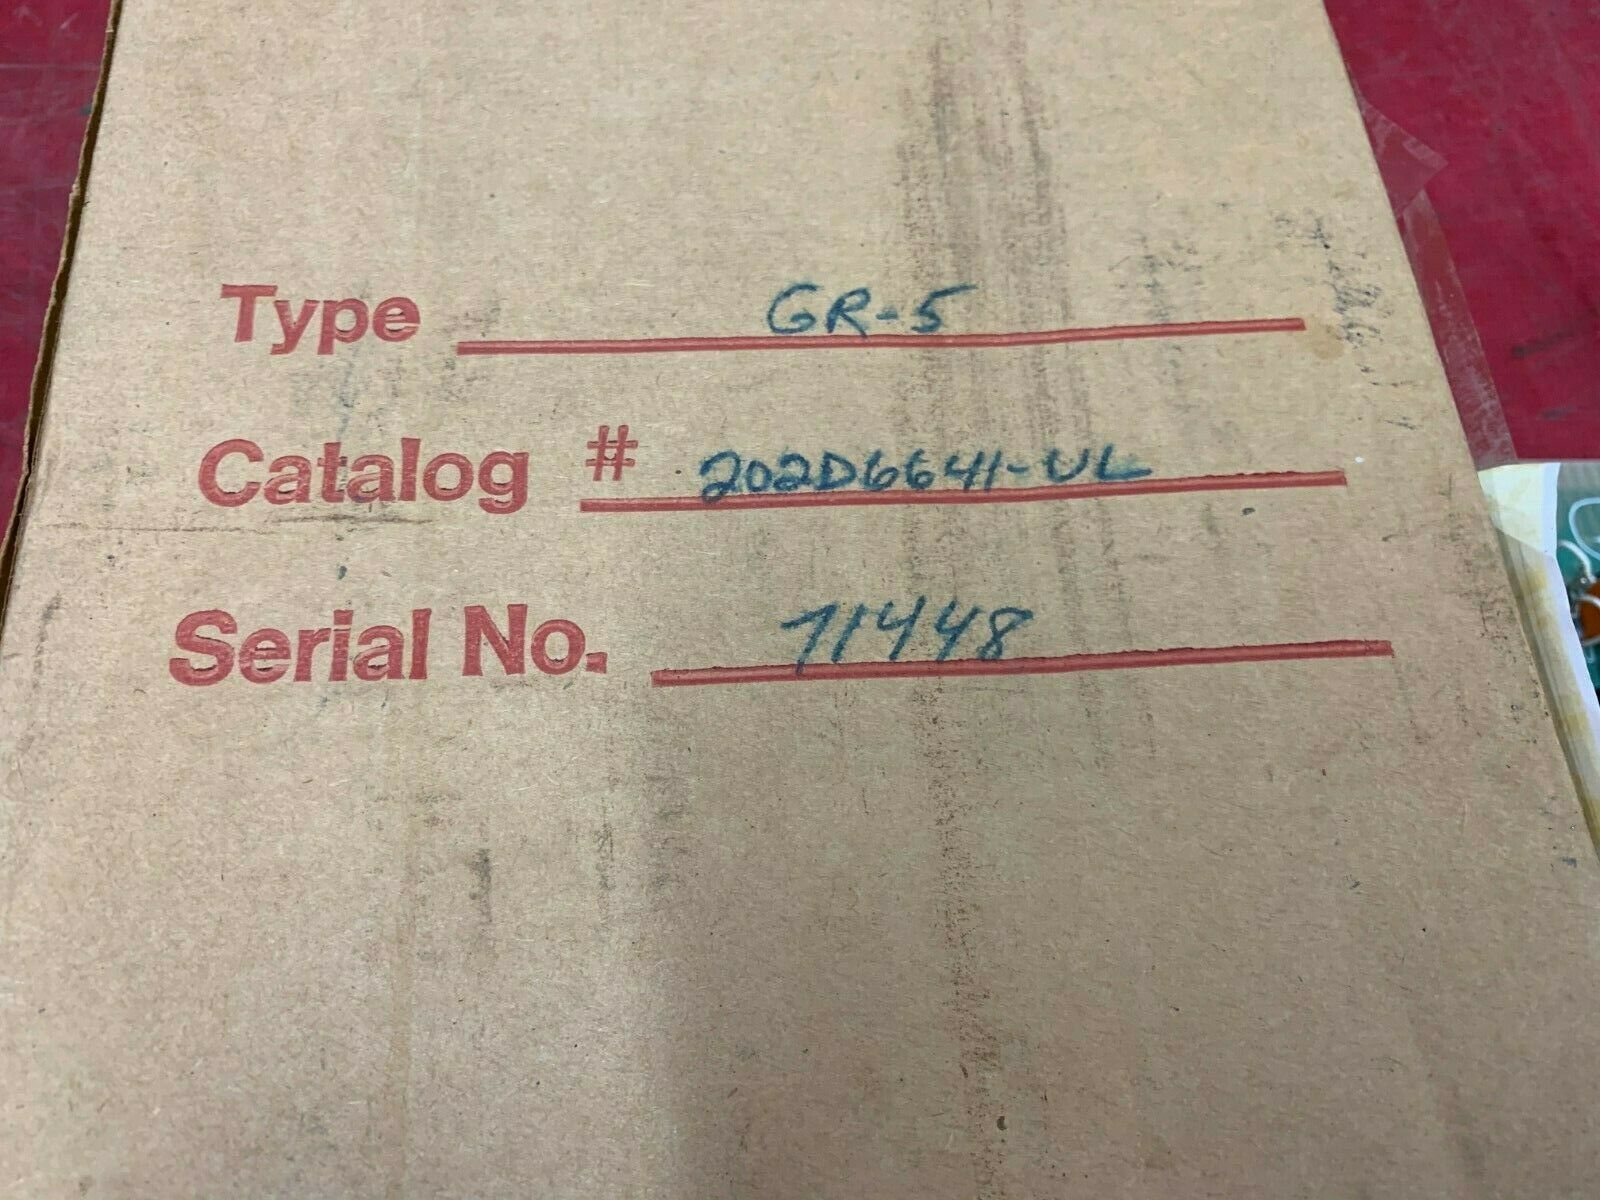 Type GR-5
Catalog # 202D6641-UL
Serial No. 71448